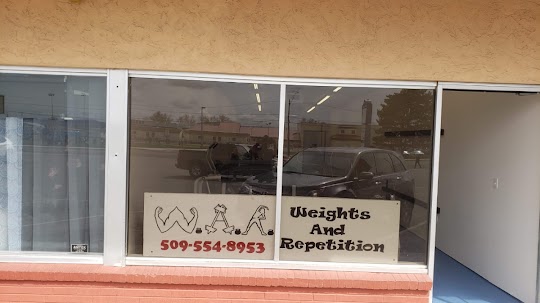 W.A.R.
509-554-8953
Weights
And
Repetition